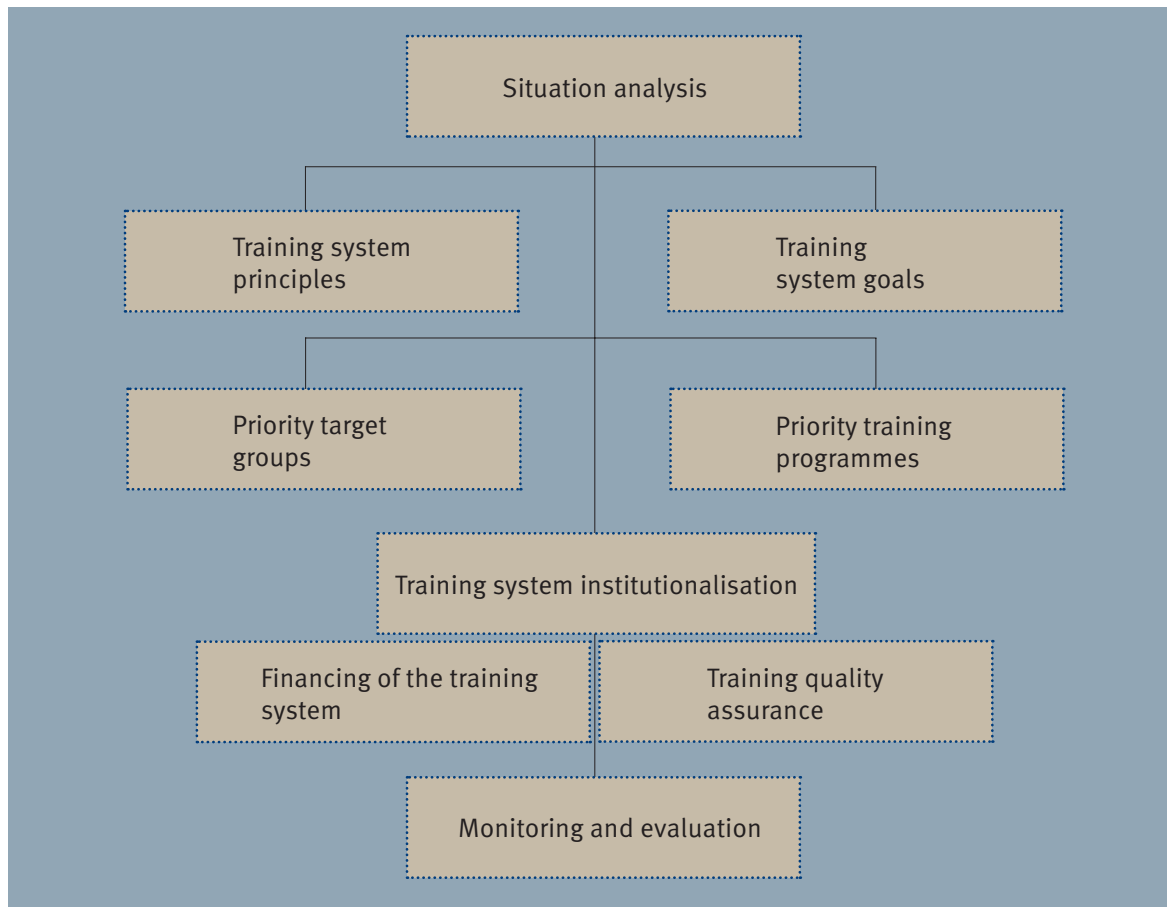 Situation analysis
Training system
principles
Training
system goals
Priority target
groups
Priority training
programmes
Training system institutionalisation
Financing of the training
system
Training quality
assurance
Monitoring and evaluation